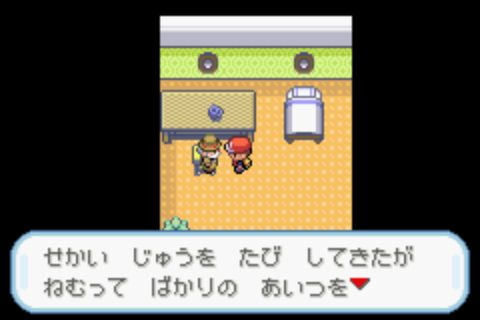 せかい　じゅうを　たび　してきたが
ねむって　ばかりの　あいつを